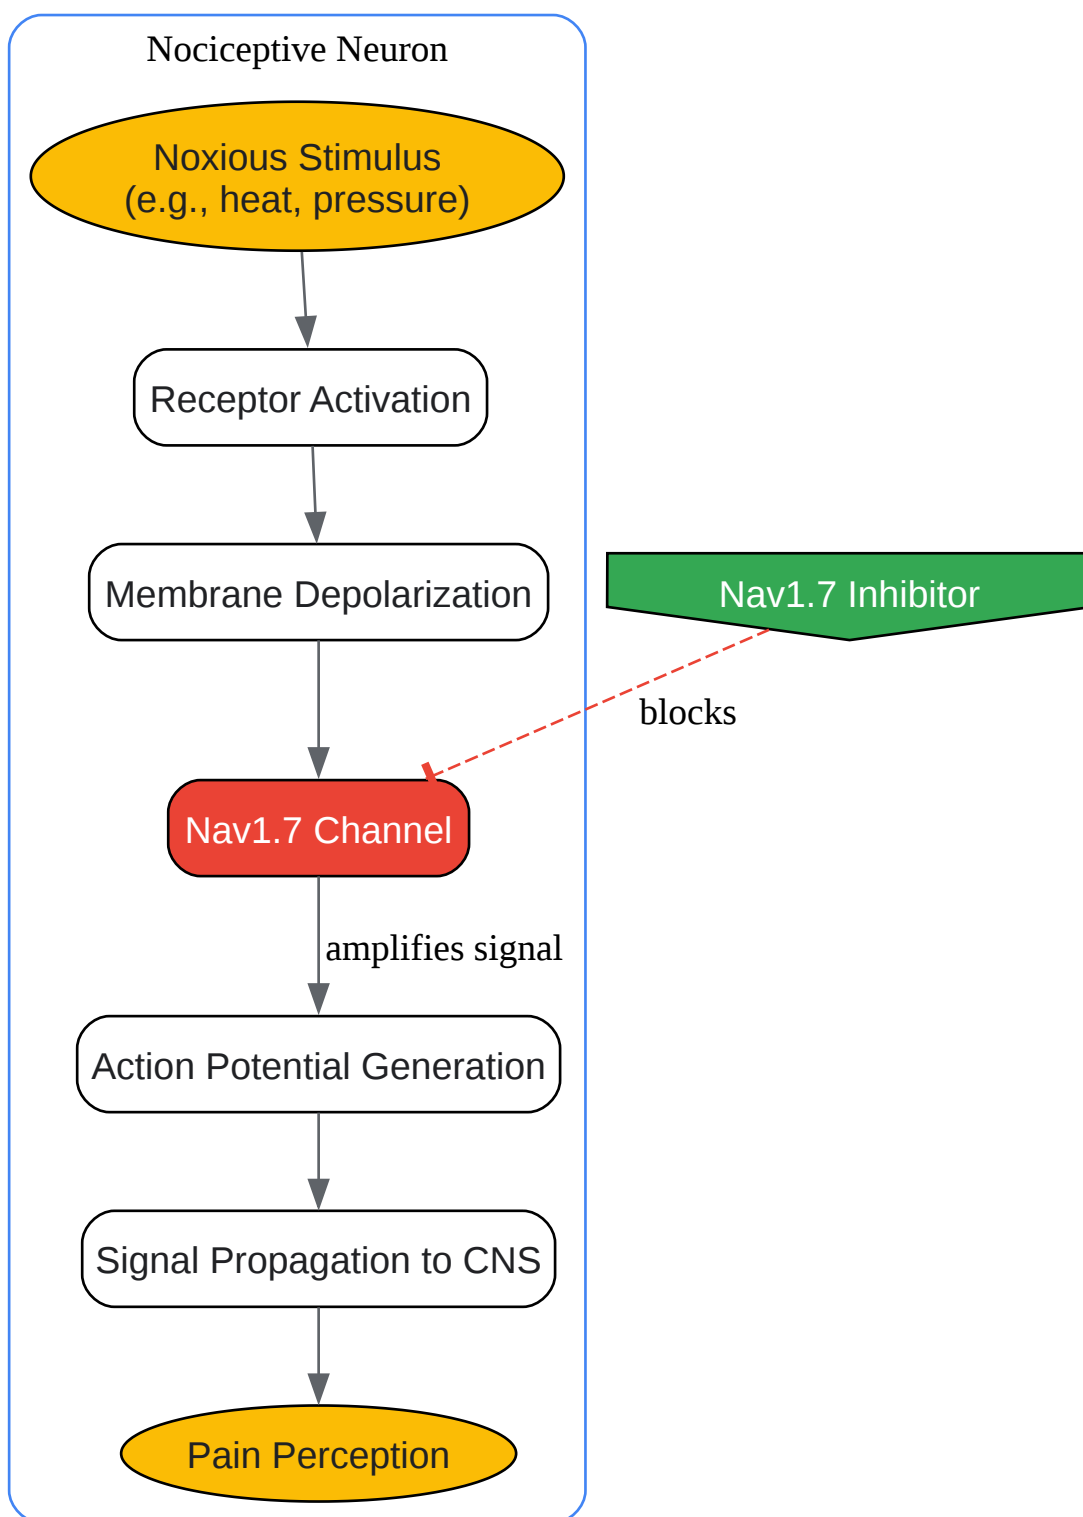 Nociceptive Neuron
Noxious Stimulus
(e.g., heat, pressure)
Receptor Activation
Membrane Depolarization
Nav1.7 Inhibitor
blocks
Nav1.7 Channel
amplifies signal
Action Potential Generation
Signal Propagation to CNS
Pain Perception